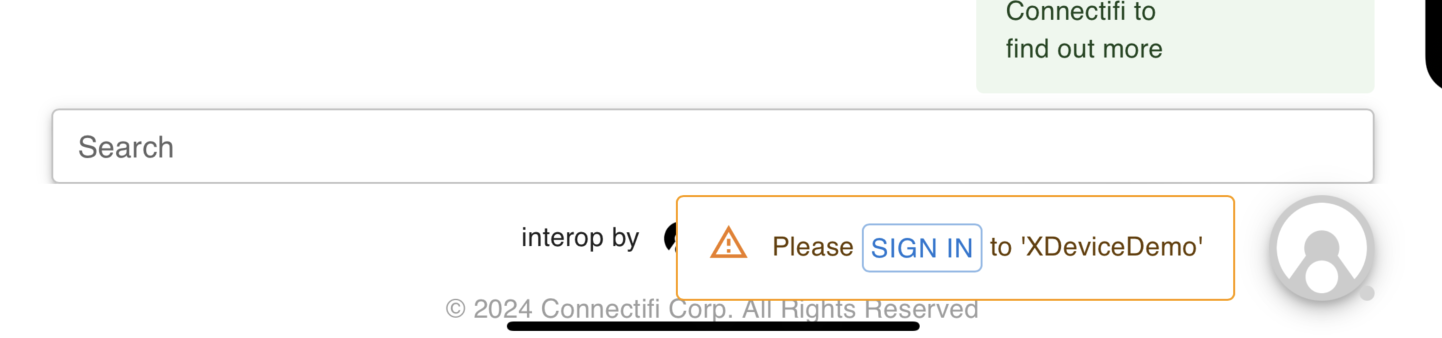 Connectifi to
find out more
Search
interop by
Please SIGN IN to 'XDeviceDemo'
© 2024 Connectifi Corp. All Rights Reserved